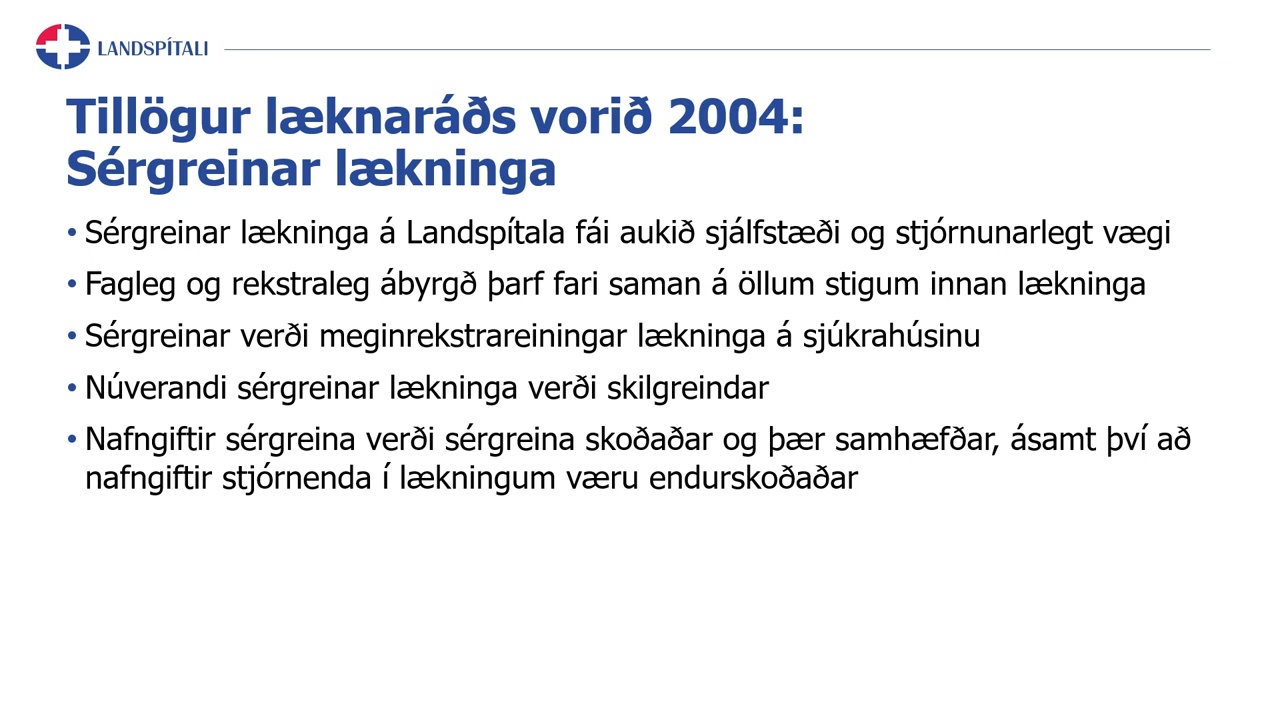 LANDSPÍTALI
Tillögur læknaráðs vorið 2004:
Sérgreinar lækninga
• Sérgreinar lækninga á Landspítala fái aukið sjálfstæði og stjórnunarlegt vægi
• Fagleg og rekstraleg ábyrgð þarf fari saman á öllum stigum innan lækninga
• Sérgreinar verði meginrekstrareiningar lækninga á sjúkrahúsinu
• Núverandi sérgreinar lækninga verði skilgreindar
• Nafngiftir sérgreina verði sérgreina skoðaðar og þær samhæfðar, ásamt því að
nafngiftir stjórnenda í lækningum væru endurskoðaðar